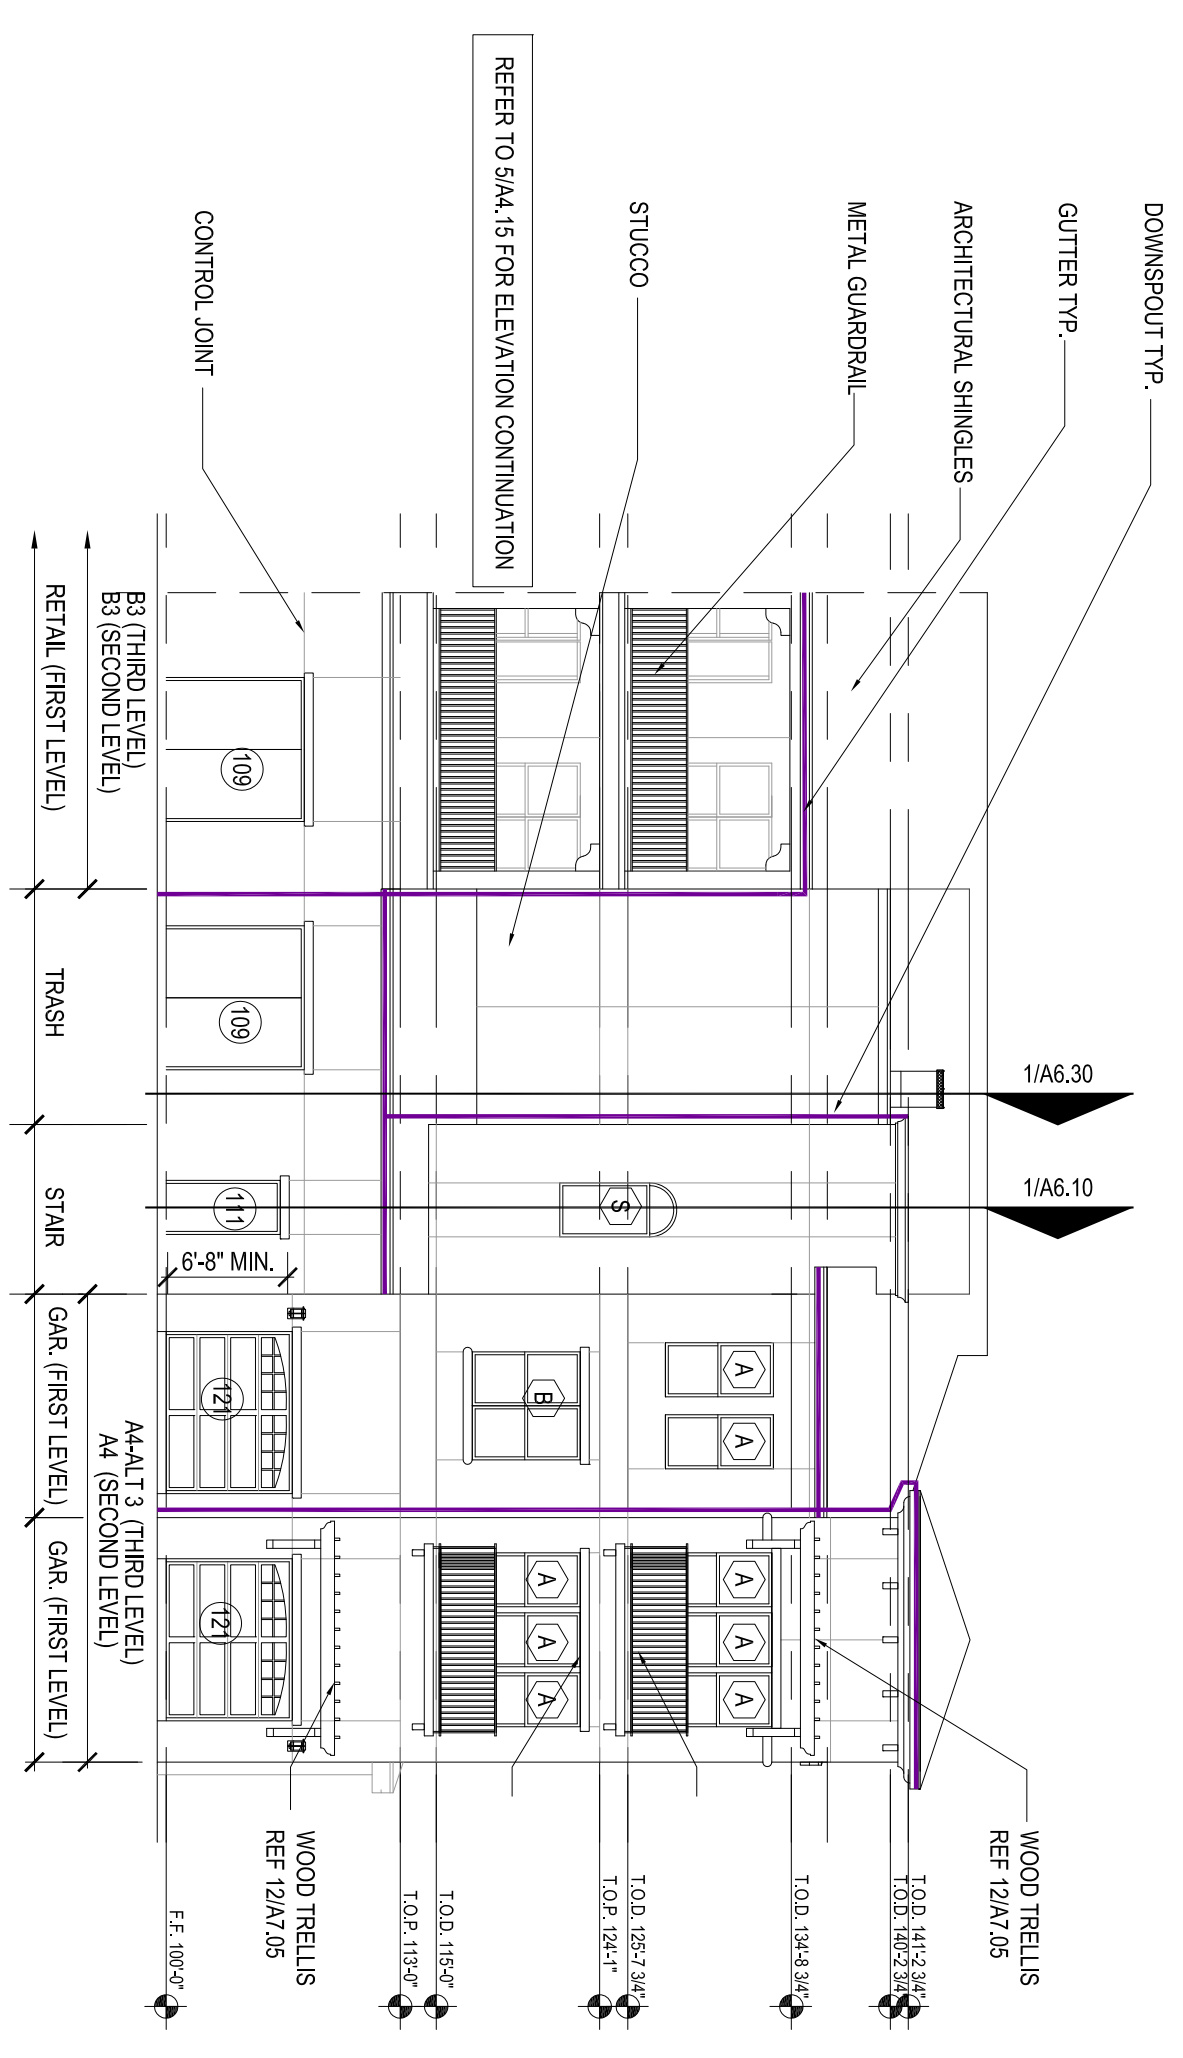 DOWNSPOUT TYP.
GUTTER TYP.
ARCHITECTURAL SHINGLES
METAL GUARDRAIL
STUCCO
REFER TO 5/A4.15 FOR ELEVATION CONTINUATION
CONTROL JOINT
1/A6.30
1/A6.10
WOOD TRELLIS
REF 12/A7.05
T.O.D. 141'-2 3/4"
T.O.D. 140'-2 3/4"
T.O.D. 134'-8 3/4"
T.O.D. 125'-7 3/4"
T.O.P. 124'-1"
T.O.D. 115'-0"
T.O.P. 113'-0"
F.F. 100'-0"
WOOD TRELLIS
REF 12/A7.05
A
A
A
A
A
S
B
A
A
A
109
109
111
6'-8" MIN.
121
121
B3 (THIRD LEVEL)
B3 (SECOND LEVEL)
A4-ALT 3 (THIRD LEVEL)
A4 (SECOND LEVEL)
RETAIL (FIRST LEVEL)
TRASH
STAIR
GAR. (FIRST LEVEL)
GAR. (FIRST LEVEL)